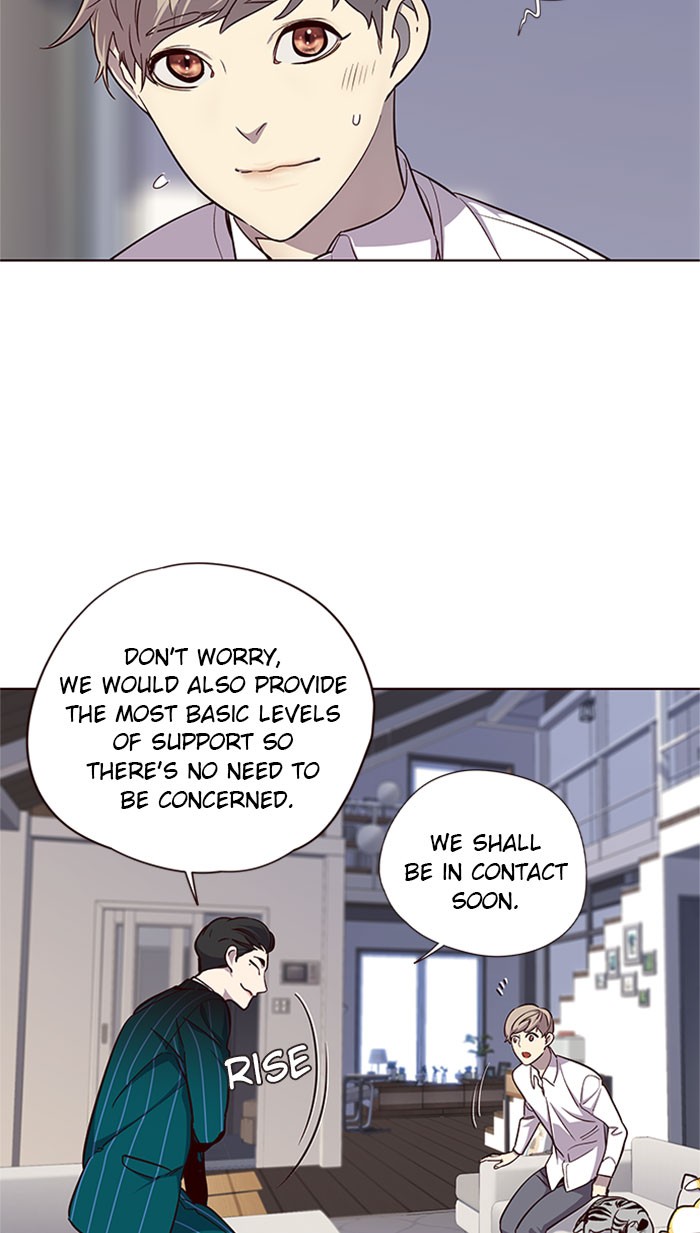 DON'T WORRY,
WE WOULD ALSO PROVIDE
THE MOST BASIC LEVELS
OF SUPPORT SO
THERE'S NO NEED TO
BE CONCERNED.
WE SHALL
BE IN CONTACT
SOON.
RISE